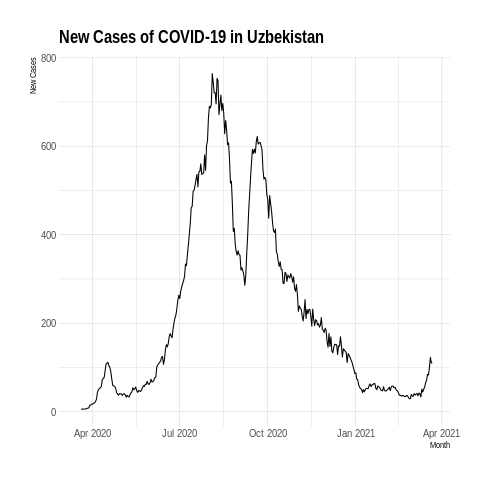 New Cases of COVID-19 in Uzbekistan
New Cases
800
600
400
200
0
Apr 2020 Jul 2020 Oct 2020 Jan 2021 Apr 2021
Month